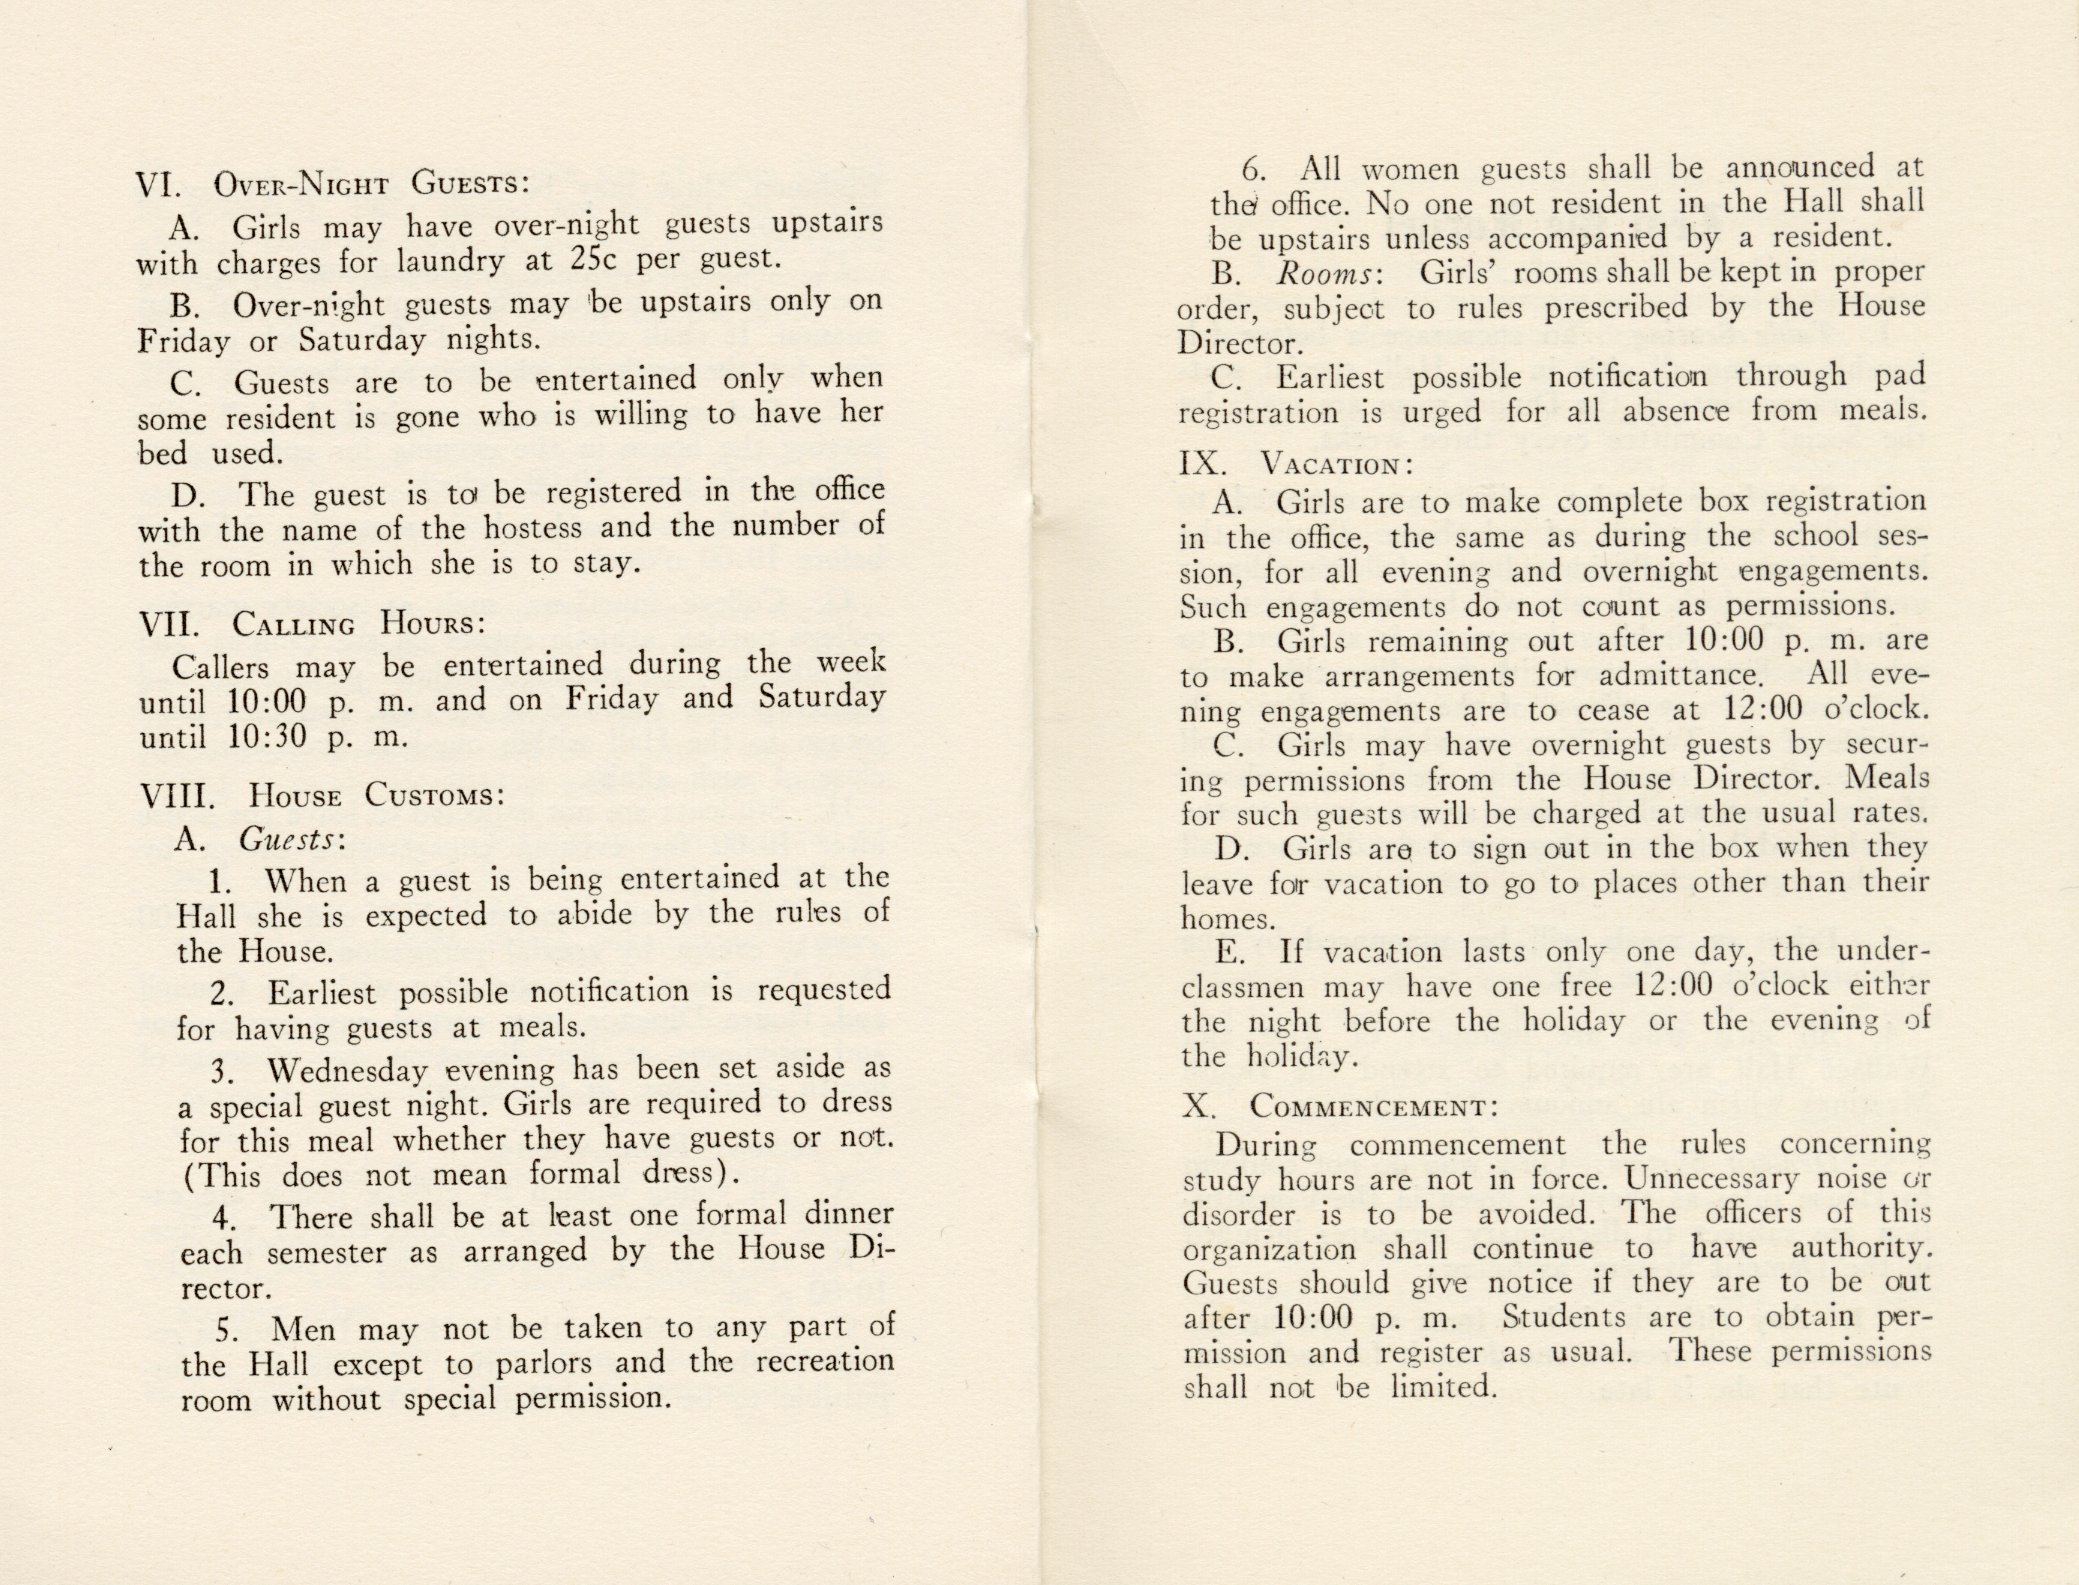 VI. Over-Night Guests:
A. Girls may have over-night guests upstairs
with charges for laundry at 25c per guest.
B. Over-night guests may be upstairs only on
Friday or Saturday nights.
C. Guests are to be entertained only when
some resident is gone who is willing to have her
bed used.
D. The guest is to be registered in the office
with the name of the hostess and the number of
the room in which she is to stay.
VII. Calling Hours:
Callers may be entertained during the week
until 10:00 p. m. and on Friday and Saturday
until 10:30 p. m.
VIII. House Customs:
A. Guests:
1. When a guest is being entertained at the
Hall she is expected to abide by the rules of
the House.
2. Earliest possible notification is requested
for having guests at meals.
3. Wednesday evening has been set aside as
a special guest night. Girls are required to dress
for this meal whether they have guests or not.
(This does not mean formal dress).
4. There shall be at least one formal dinner
each semester as arranged by the House Di-
rector.
5. Men may not be taken to any part of
the Hall except to parlors and the recreation
room without special permission.
6. All women guests shall be announced at
the office. No one not resident in the Hall shall
be upstairs unless accompanied by a resident.
B. Rooms: Girls’ rooms shall be kept in proper
order, subject to rules prescribed by the House
Director.
C. Earliest possible notification through pad
registration is urged for all absence from meals.
IX. Vacation:
A. Girls are to make complete box registration
in the office, the same as during the school ses-
sion, for all evening and overnight engagements.
Such engagements do not count as permissions.
B. Girls remaining out after 10:00 p. m. are
to make arrangements for admittance. All eve-
ning engagements are to cease at 12:00 o’clock.
C. Girls may have overnight guests by secur-
ing permissions from the House Director. Meals
for such guests will be charged at the usual rates.
D. Girls are to sign out in the box when they
leave for vacation to go to places other than their
homes.
E. If vacation lasts only one day, the under-
classmen may have one free 12:00 o’clock either
the night before the holiday or the evening of
the holiday.
X. Commencement:
During commencement the rules concerning
study hours are not in force. Unnecessary noise or
disorder is to be avoided. The officers of this
organization shall continue to have authority.
Guests should give notice if they are to be out
after 10:00 p. m. Students are to obtain per-
mission and register as usual. These permissions
shall not be limited.